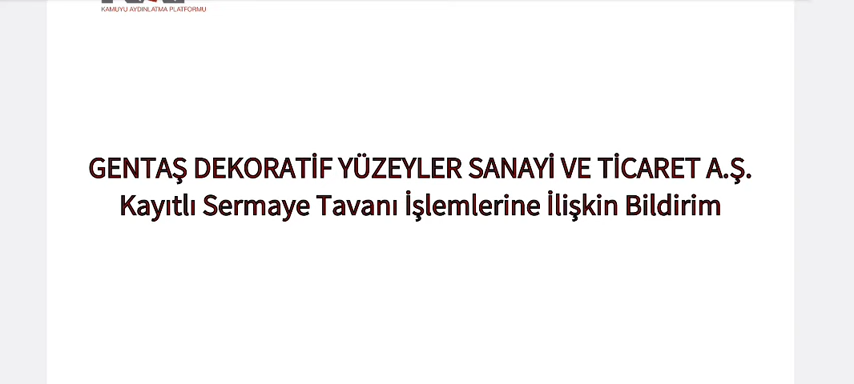 KAMUYU AYDINLATMA PLATFORMU
GENTAŞ DEKORATİF YÜZEYLER SANAYİ VE TİCARET A.Ş.
Kayıtlı Sermaye Tavanı İşlemlerine İlişkin Bildirim